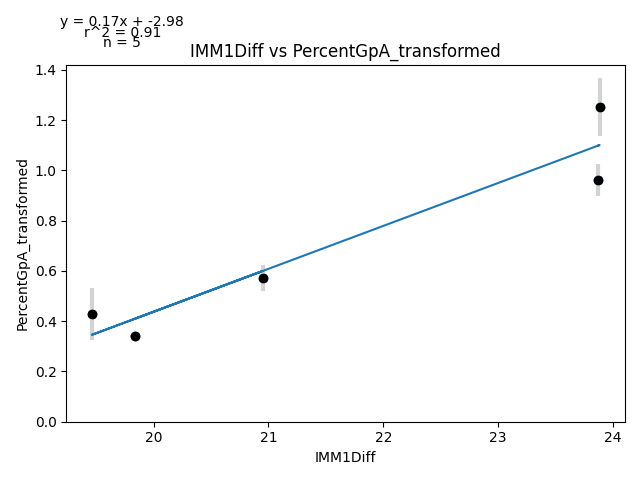 y = 0.17x + -2.98
r^2 = 0.91
n = 5
IMM1Diff vs PercentGpA_transformed
1.4
1.2
1.0
0.8
0.6
0.4
0.2
0.0
PercentGpA_transformed
20
21
22
23
24
IMM1Diff